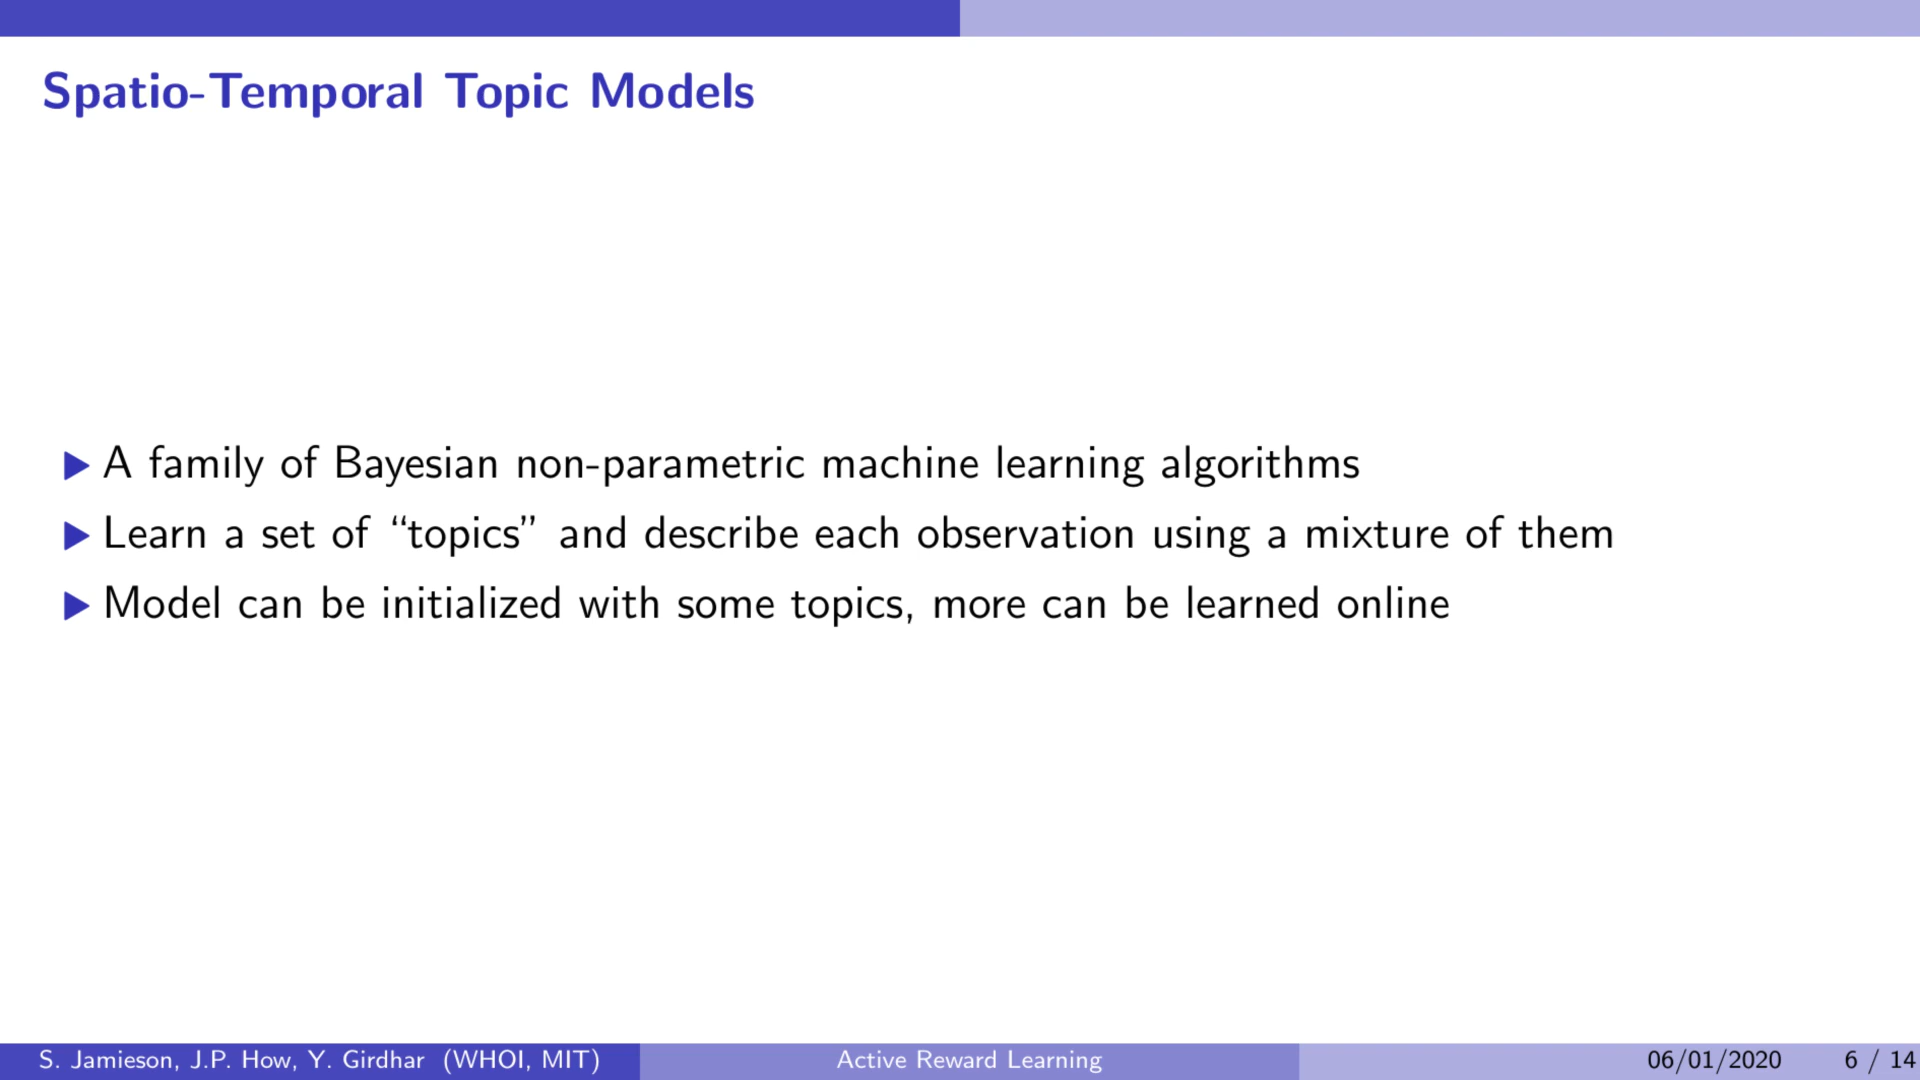 Spatio-Temporal Topic Models
A family of Bayesian non-parametric machine learning algorithms
Learn a set of “topics” and describe each observation using a mixture of them
Model can be initialized with some topics, more can be learned online
S. Jamieson, J.P. How, Y. Girdhar (WHOI, MIT) Active Reward Learning 06/01/2020 6 / 14